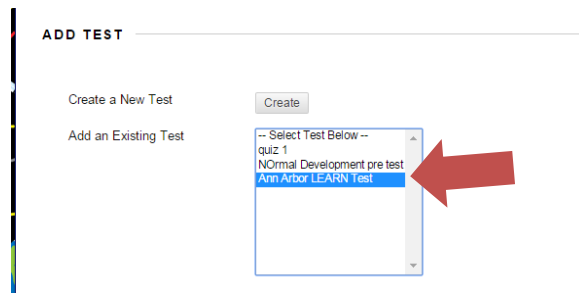 ADD TEST
Create a New Test
Create
Add an Existing Test
-- Select Test Below --
quiz 1
NOrmal Development pre test
Ann Arbor LEARN Test